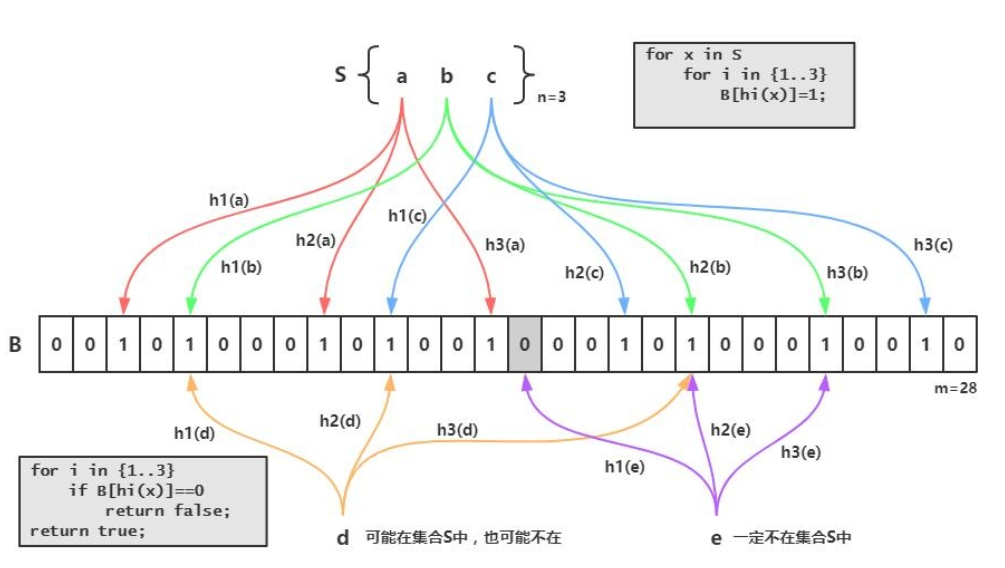 S { a b c } n=3
for x in S
for i in {1..3}
B[hi(x)]=1;
h1(a)
h2(a)
h3(a)
h1(b)
h1(c)
h2(c)
h2(b)
h3(b)
h3(c)
B 0 0 1 0 1 0 0 0 1 0 1 0 0 1 0 0 0 1 0 1 0 0 0 1 0 0 1 0
m=28
h1(d)
h2(d)
h3(d)
h1(e)
h2(e)
h3(e)
for i in {1..3}
if B[hi(x)]==0
return false;
return true;
d 可能在集合S中，也可能不在
e 一定不在集合S中